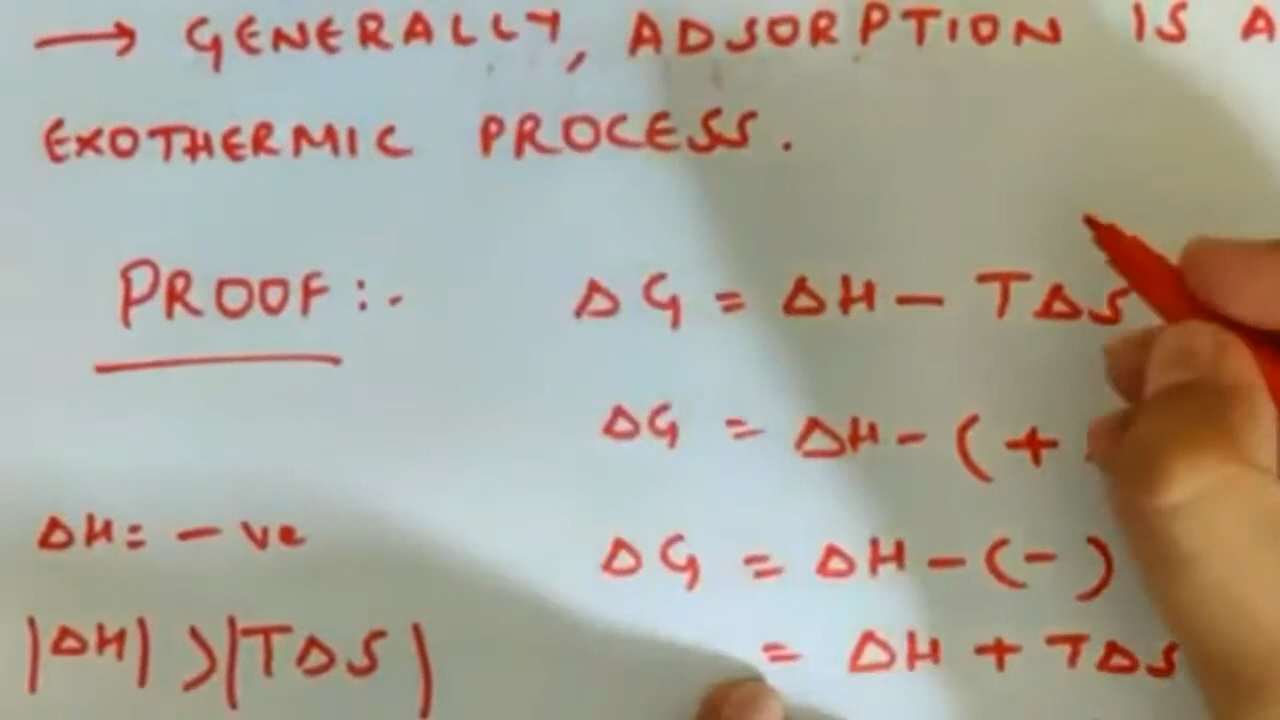 → GENERALLY, ADSORPTION IS A
EXOTHERMIC PROCESS.
PROOF :-
ΔG = ΔH - TΔS
ΔG = ΔH - ( +
ΔH = - ve
ΔG = ΔH - ( - )
|ΔH| > |TΔS|
= ΔH + TΔS